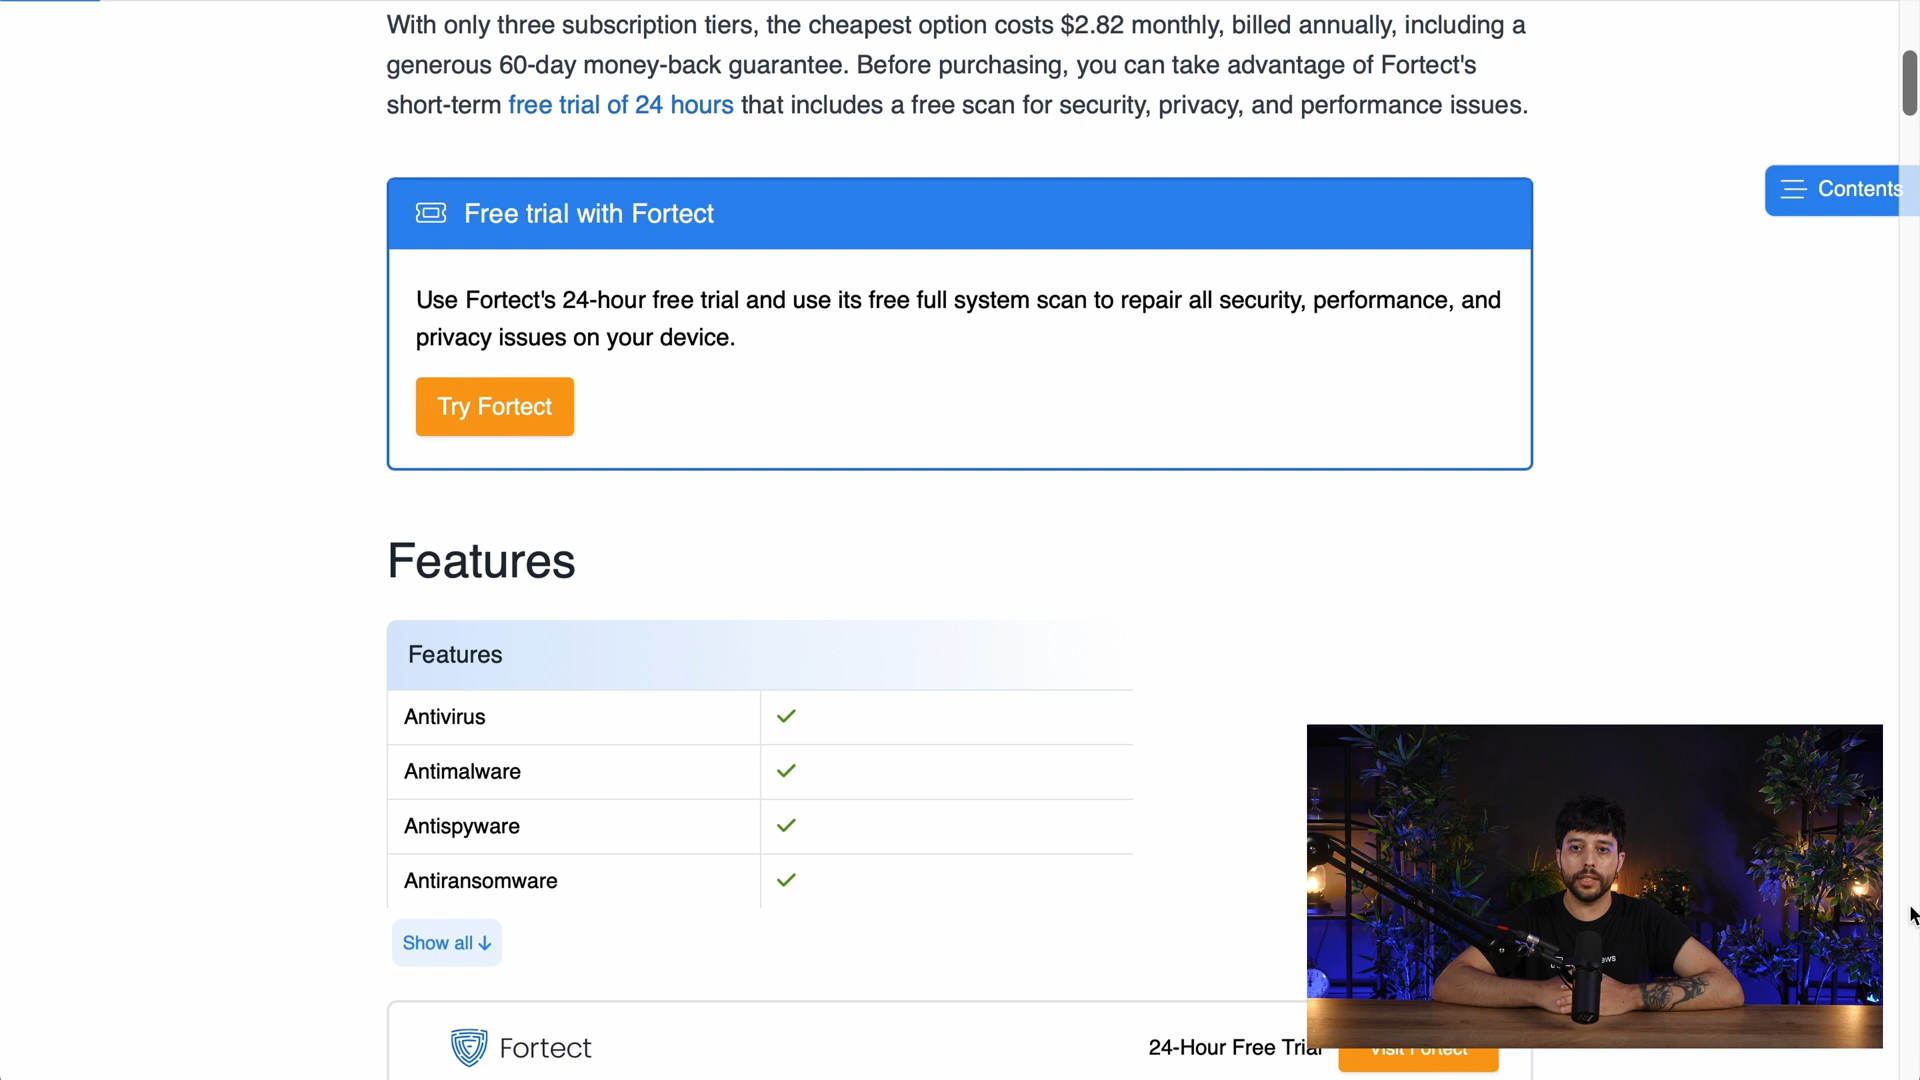 With only three subscription tiers, the cheapest option costs $2.82 monthly, billed annually, including a
generous 60-day money-back guarantee. Before purchasing, you can take advantage of Fortect's
short-term free trial of 24 hours that includes a free scan for security, privacy, and performance issues.
Contents
Free trial with Fortect
Use Fortect's 24-hour free trial and use its free full system scan to repair all security, performance, and
privacy issues on your device.
Try Fortect
Features
Features
Antivirus
Antimalware
Antispyware
Antiransomware
Show all
Fortect
24-Hour Free Trial
Visit Fortect